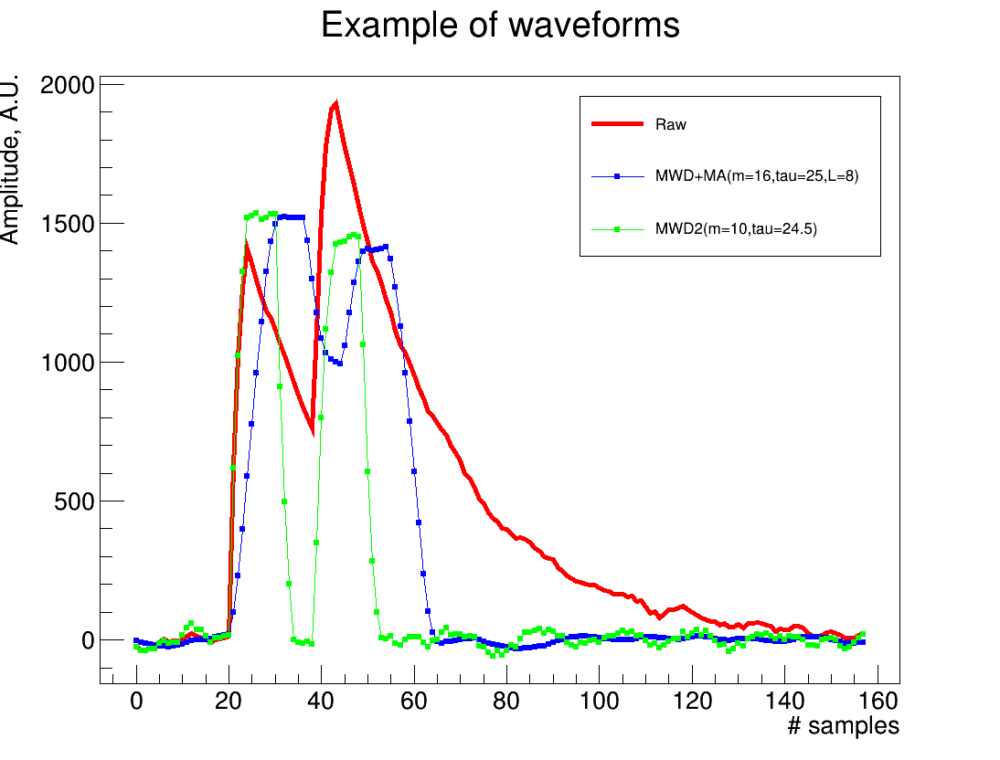 Example of waveforms
Amplitude, A.U.
2000
1500
1000
500
0
Raw
MWD+MA(m=16,tau=25,L=8)
MWD2(m=10,tau=24.5)
0 20 40 60 80 100 120 140 160
# samples